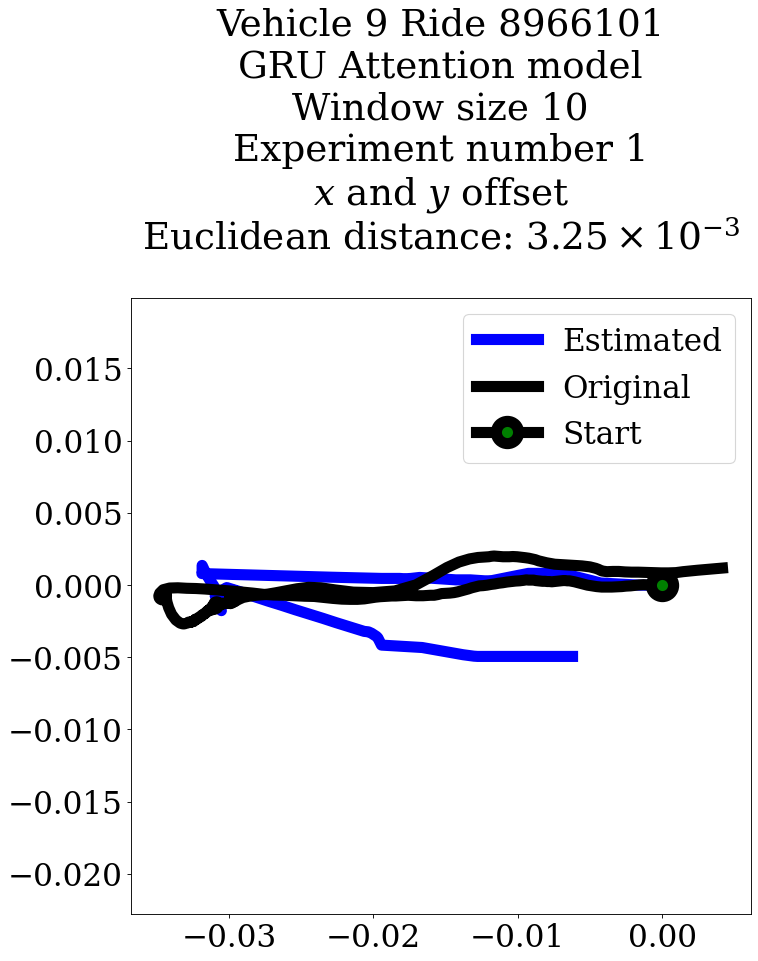 Vehicle 9 Ride 8966101
GRU Attention model
Window size 10
Experiment number 1
x and y offset
Euclidean distance: 3.25 × 10⁻³
Estimated
Original
Start
0.015
0.010
0.005
0.000
−0.005
−0.010
−0.015
−0.020
−0.03 −0.02 −0.01 0.00